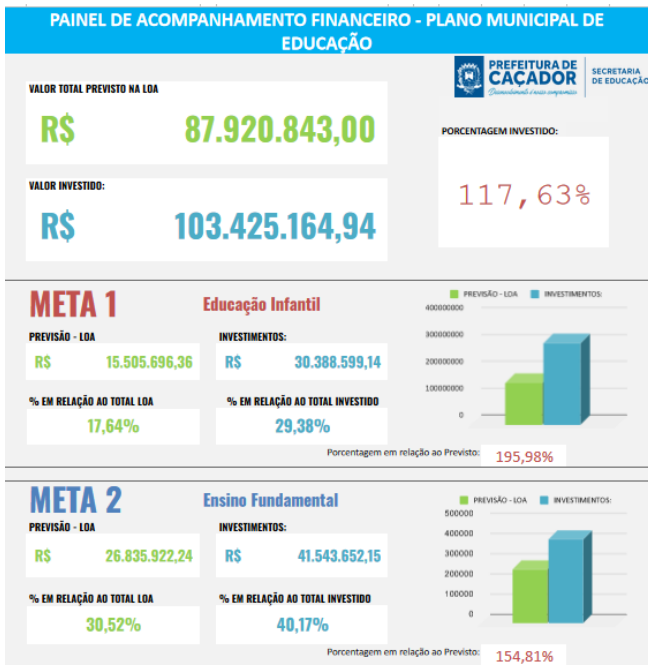 PAINEL DE ACOMPANHAMENTO FINANCEIRO - PLANO MUNICIPAL DE
EDUCAÇÃO
PREFEITURA DE
CAÇADOR
Desenvolvimento é nosso compromisso
SECRETARIA
DE EDUCAÇÃO
VALOR TOTAL PREVISTO NA LOA
R$ 87.920.843,00
PORCENTAGEM INVESTIDO:
117,63%
VALOR INVESTIDO:
R$ 103.425.164,94
META 1 Educação Infantil
PREVISÃO - LOA INVESTIMENTOS:
R$ 15.505.696,36 R$ 30.388.599,14
% EM RELAÇÃO AO TOTAL LOA % EM RELAÇÃO AO TOTAL INVESTIDO
17,64% 29,38%
PREVISÃO - LOA INVESTIMENTOS:
400000000
300000000
200000000
100000000
0
Porcentagem em relação ao Previsto: 195,98%
META 2 Ensino Fundamental
PREVISÃO - LOA INVESTIMENTOS:
R$ 26.835.922,24 R$ 41.543.652,15
% EM RELAÇÃO AO TOTAL LOA % EM RELAÇÃO AO TOTAL INVESTIDO
30,52% 40,17%
PREVISÃO - LOA INVESTIMENTOS:
500000
400000
300000
200000
100000
0
Porcentagem em relação ao Previsto: 154,81%